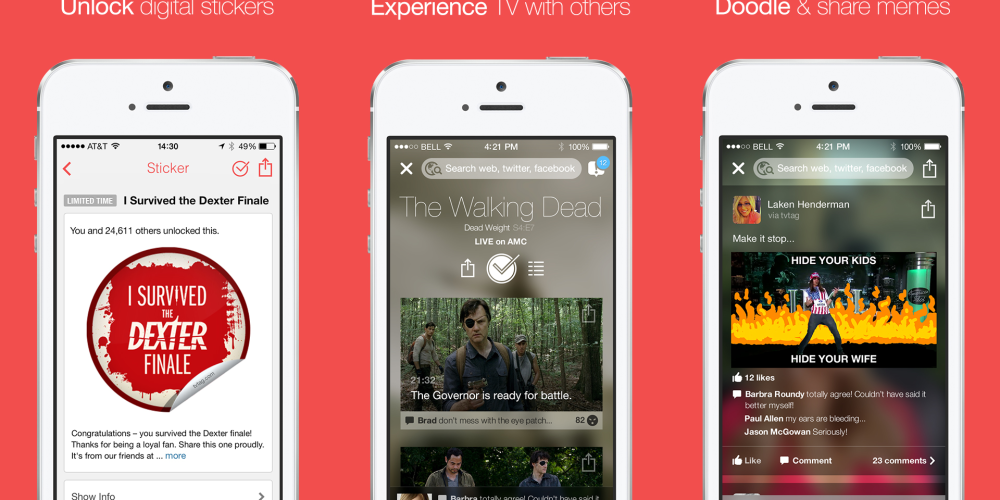 Unlock digital stickers
Experience TV with others
Doodle & share memes
AT&T 14:30 49%
Sticker
LIMITED TIME I Survived the Dexter Finale
You and 24,611 others unlocked this.
I SURVIVED
THE
DEXTER
FINALE
tvtag.com
Congratulations – you survived the Dexter finale!
Thanks for being a loyal fan. Share this one proudly.
It's from our friends at ... more
Show Info
BELL 4:21 PM 100%
Search web, twitter, facebook 12
The Walking Dead
Dead Weight S4:E7
LIVE on AMC
21:32
The Governor is ready for battle.
Brad don't mess with the eye patch... 82
Barbra totally agree! Couldn't have said it
BELL 4:21 PM 100%
Search web, twitter, facebook
Laken Henderman
via tvtag
Make it stop...
HIDE YOUR KIDS
HIDE YOUR WIFE
12 likes
Barbra Roundy totally agree! Couldn't have said it
better myself!
Paul Allen my ears are bleeding...
Jason McGowan Seriously!
Like Comment 23 comments